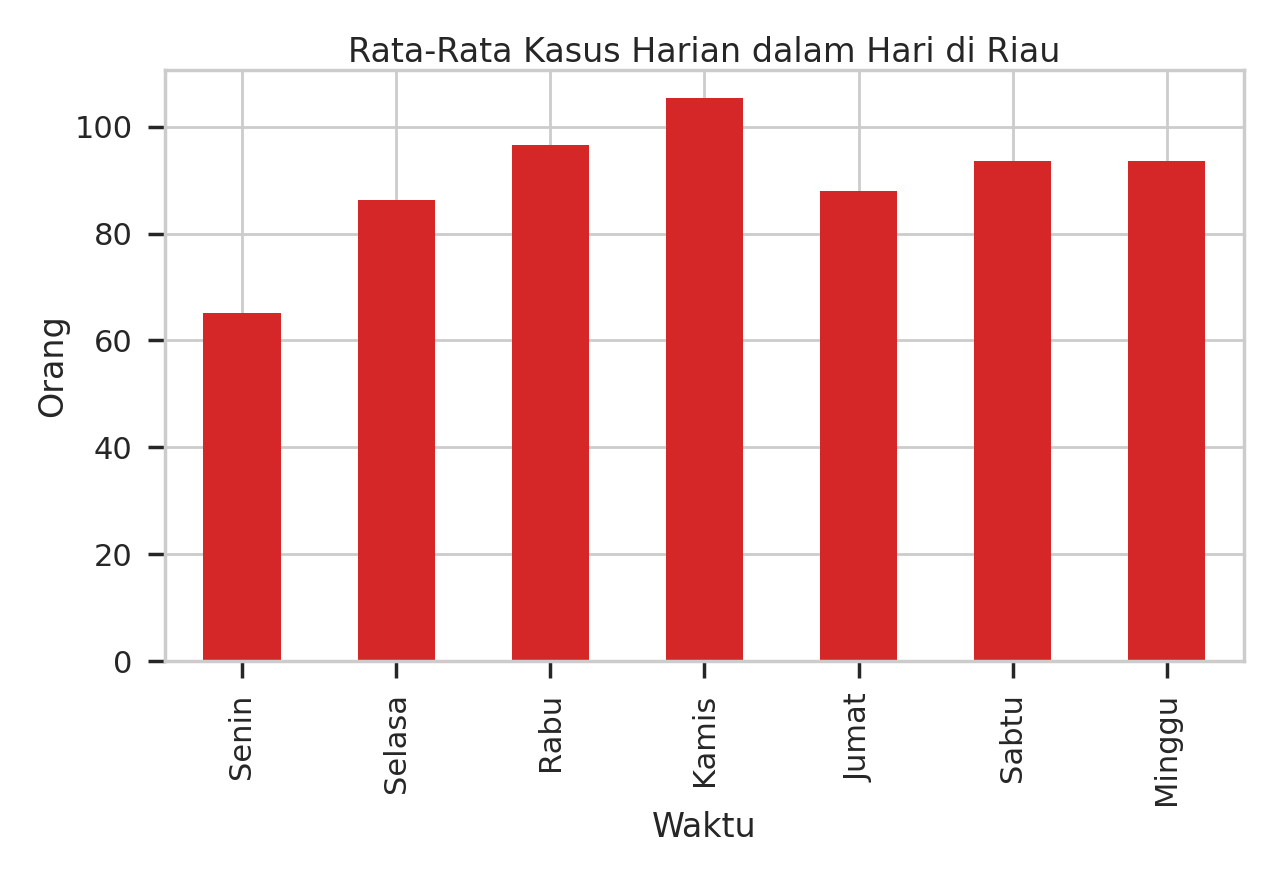 Rata-Rata Kasus Harian dalam Hari di Riau
100
80
60
40
20
0
Orang
Senin
Selasa
Rabu
Kamis
Jumat
Sabtu
Minggu
Waktu